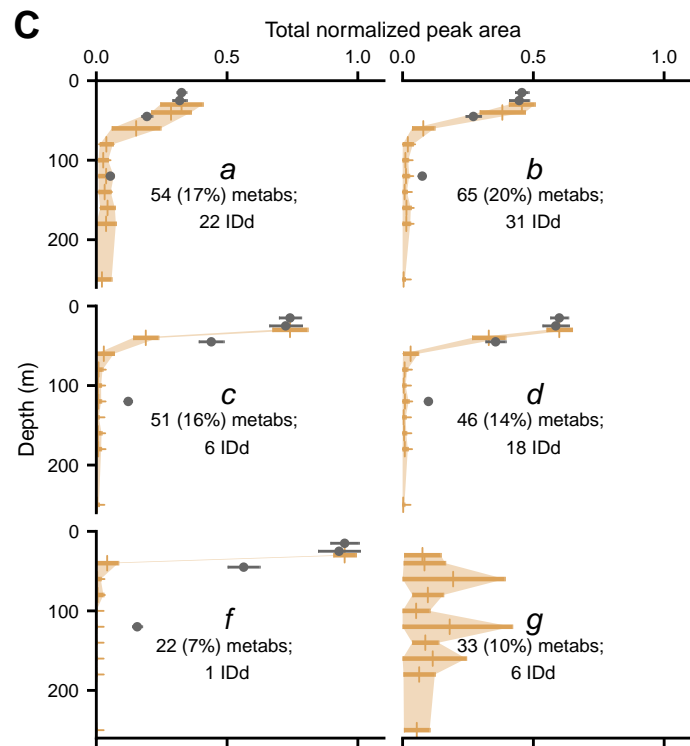 C
Total normalized peak area
0.0 0.5 1.0 0.0 0.5 1.0
0
100
200
a
54 (17%) metabs;
22 IDd
b
65 (20%) metabs;
31 IDd
Depth (m)
0
100
200
c
51 (16%) metabs;
6 IDd
d
46 (14%) metabs;
18 IDd
0
100
200
f
22 (7%) metabs;
1 IDd
g
33 (10%) metabs;
6 IDd